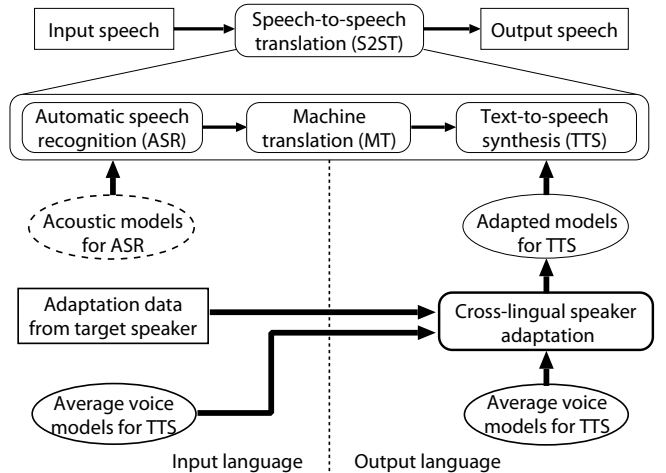 Input speech
Speech-to-speech
translation (S2ST)
Output speech
Automatic speech
recognition (ASR)
Machine
translation (MT)
Text-to-speech
synthesis (TTS)
Acoustic models
for ASR
Adapted models
for TTS
Adaptation data
from target speaker
Cross-lingual speaker
adaptation
Average voice
models for TTS
Average voice
models for TTS
Input language
Output language